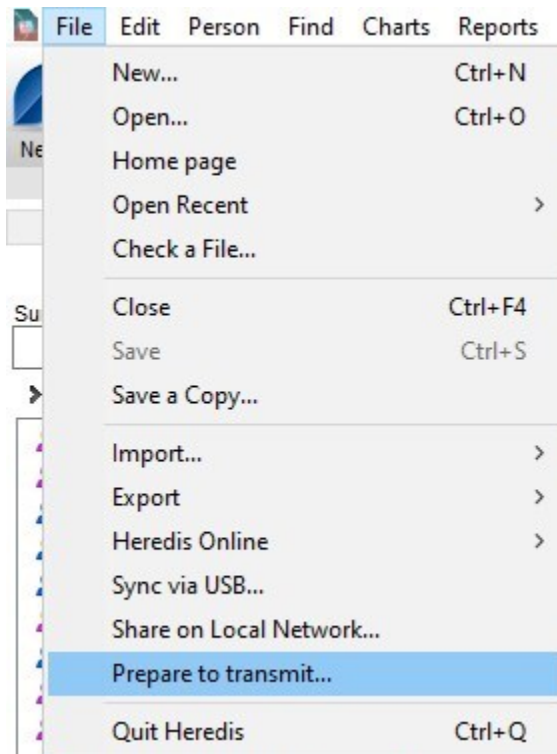 File Edit Person Find Charts Reports
New... Ctrl+N
Open... Ctrl+O
Ne
Home page
Open Recent
Check a File...
Close Ctrl+F4
Su
Save Ctrl+S
Save a Copy...
Import...
Export
Heredis Online
Sync via USB...
Share on Local Network...
Prepare to transmit...
Quit Heredis Ctrl+Q